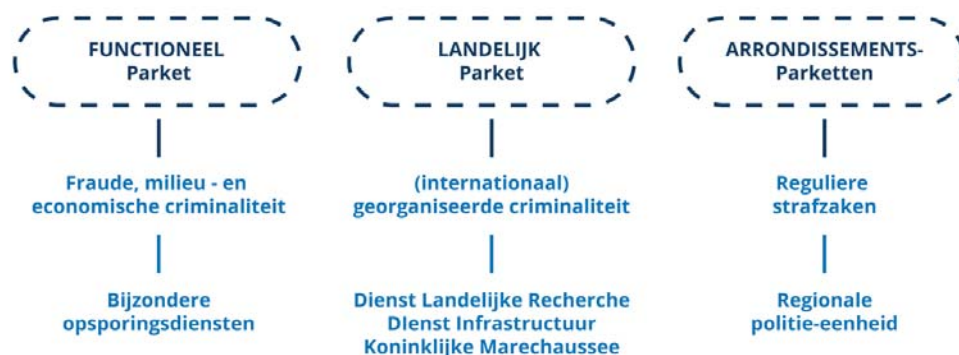 FUNCTIONEEL
Parket
Fraude, milieu - en
economische criminaliteit
Bijzondere
opsporingsdiensten
LANDELIJK
Parket
(internationaal)
georganiseerde criminaliteit
Dienst Landelijke Recherche
DIenst Infrastructuur
Koninklijke Marechaussee
ARRONDISSEMENTS-
Parketten
Reguliere
strafzaken
Regionale
politie-eenheid